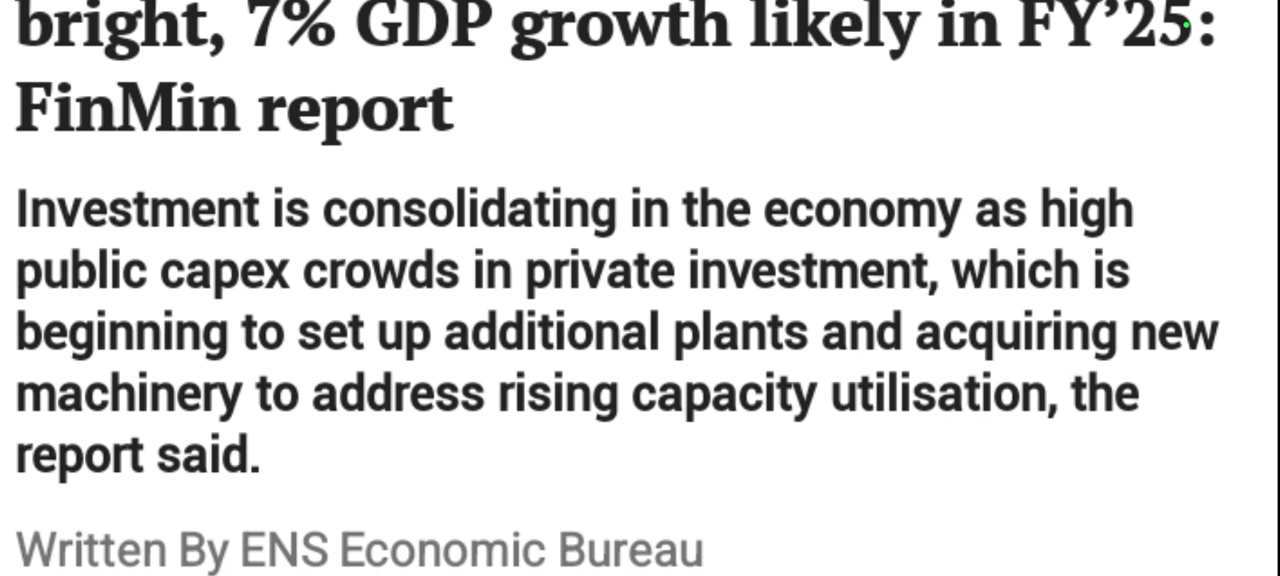 bright, 7% GDP growth likely in FY’25:
FinMin report
Investment is consolidating in the economy as high
public capex crowds in private investment, which is
beginning to set up additional plants and acquiring new
machinery to address rising capacity utilisation, the
report said.
Written By ENS Economic Bureau